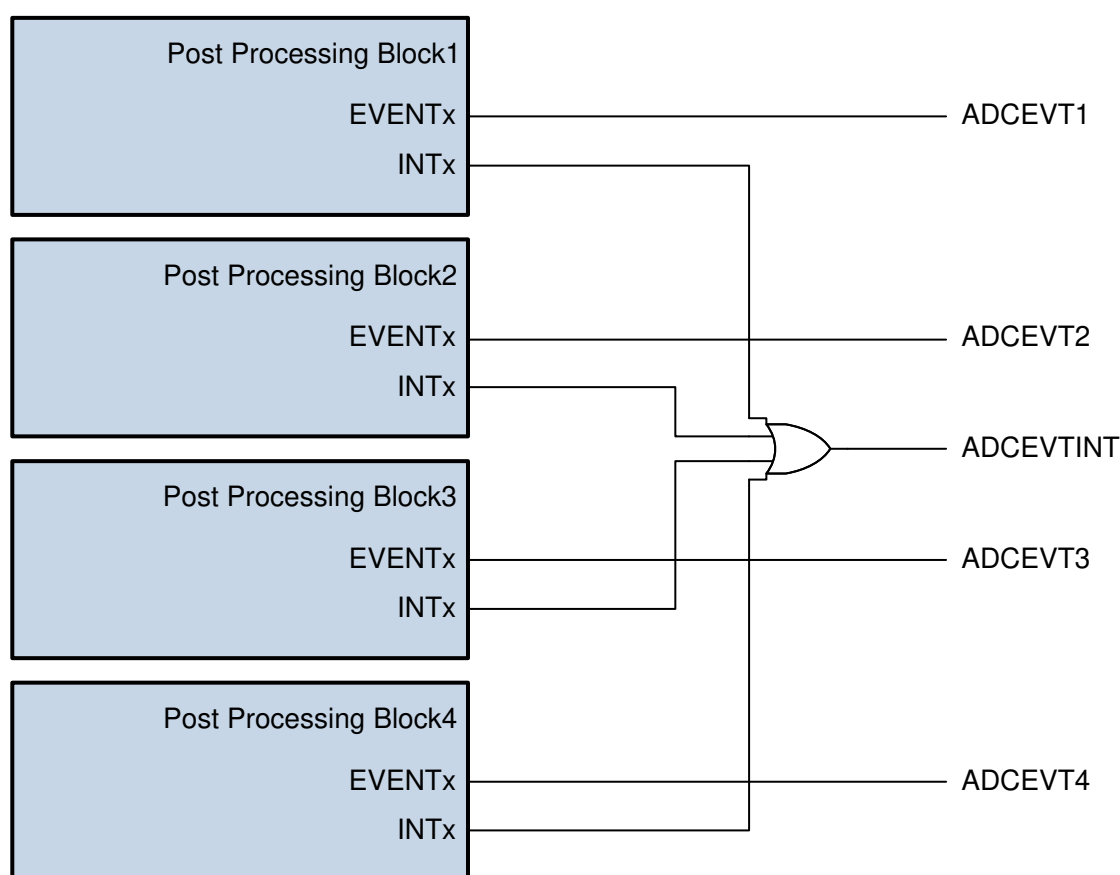 Post Processing Block1
EVENTx
ADCEVT1
INTx
Post Processing Block2
EVENTx
ADCEVT2
INTx
ADCEVTINT
Post Processing Block3
EVENTx
ADCEVT3
INTx
Post Processing Block4
EVENTx
ADCEVT4
INTx